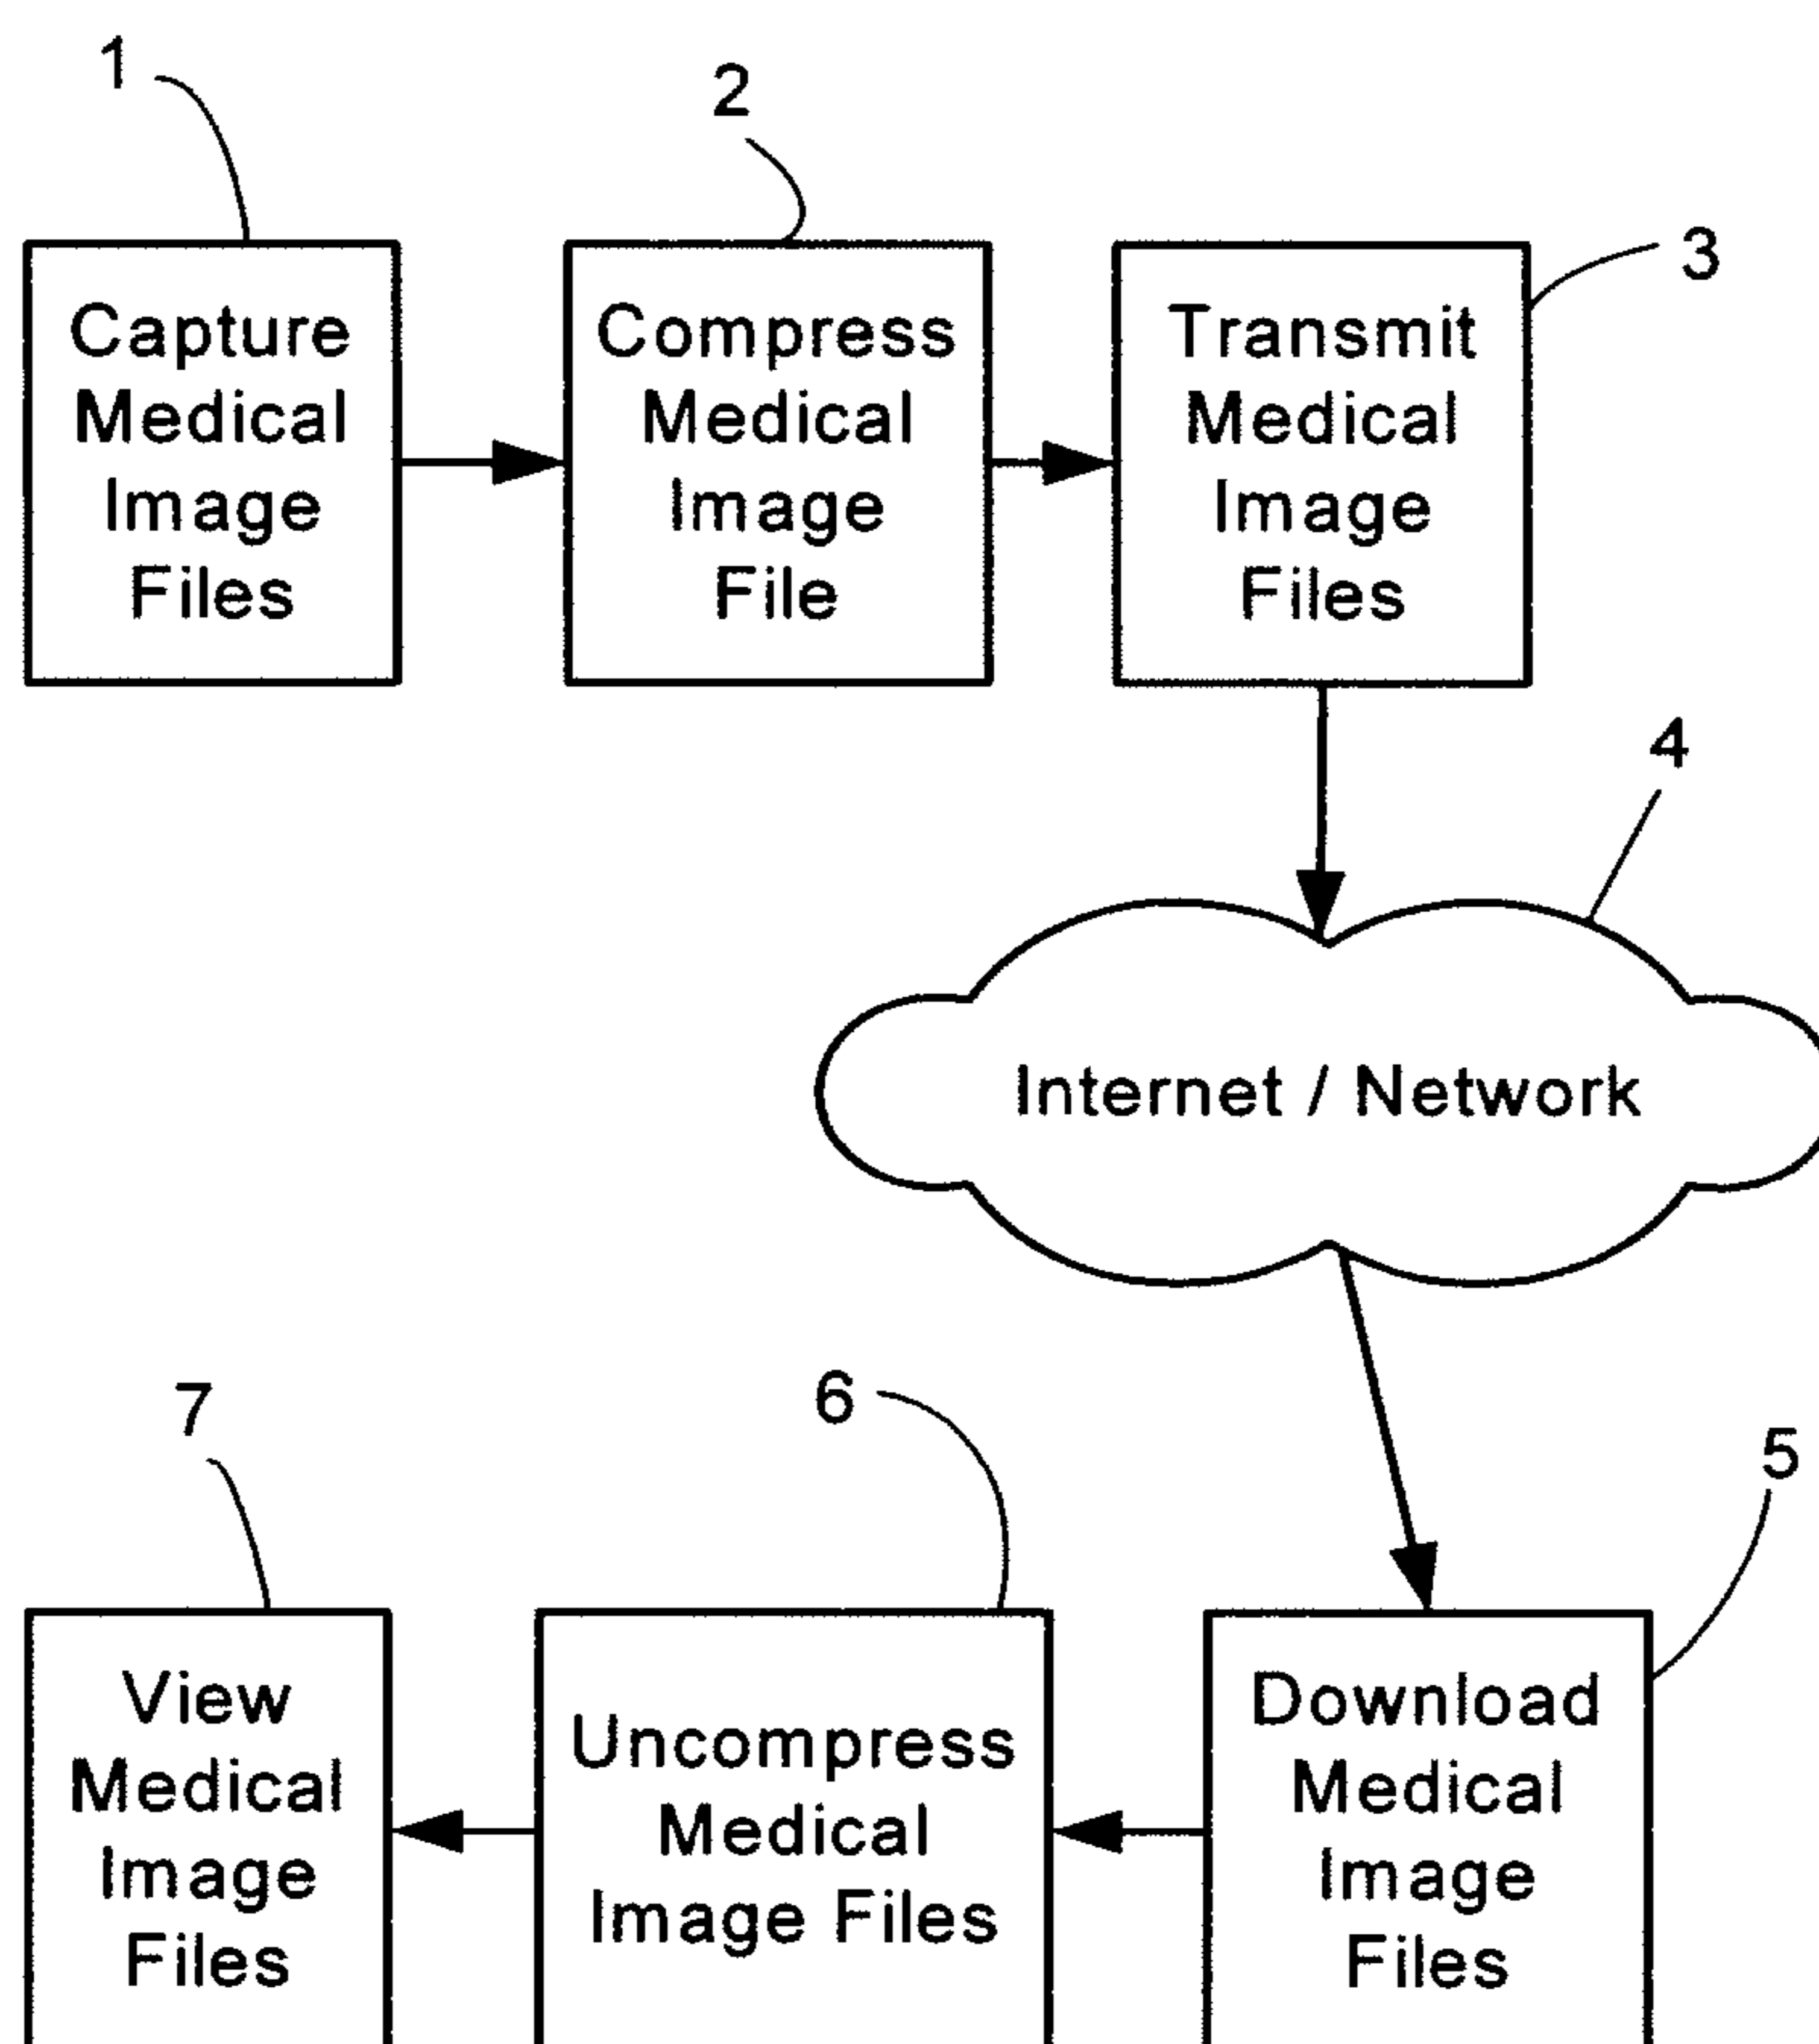 1
2
3
Capture
Medical
Image
Files
Compress
Medical
Image
File
Transmit
Medical
Image
Files
4
Internet / Network
7
6
5
View
Medical
Image
Files
Uncompress
Medical
Image Files
Download
Medical
Image
Files